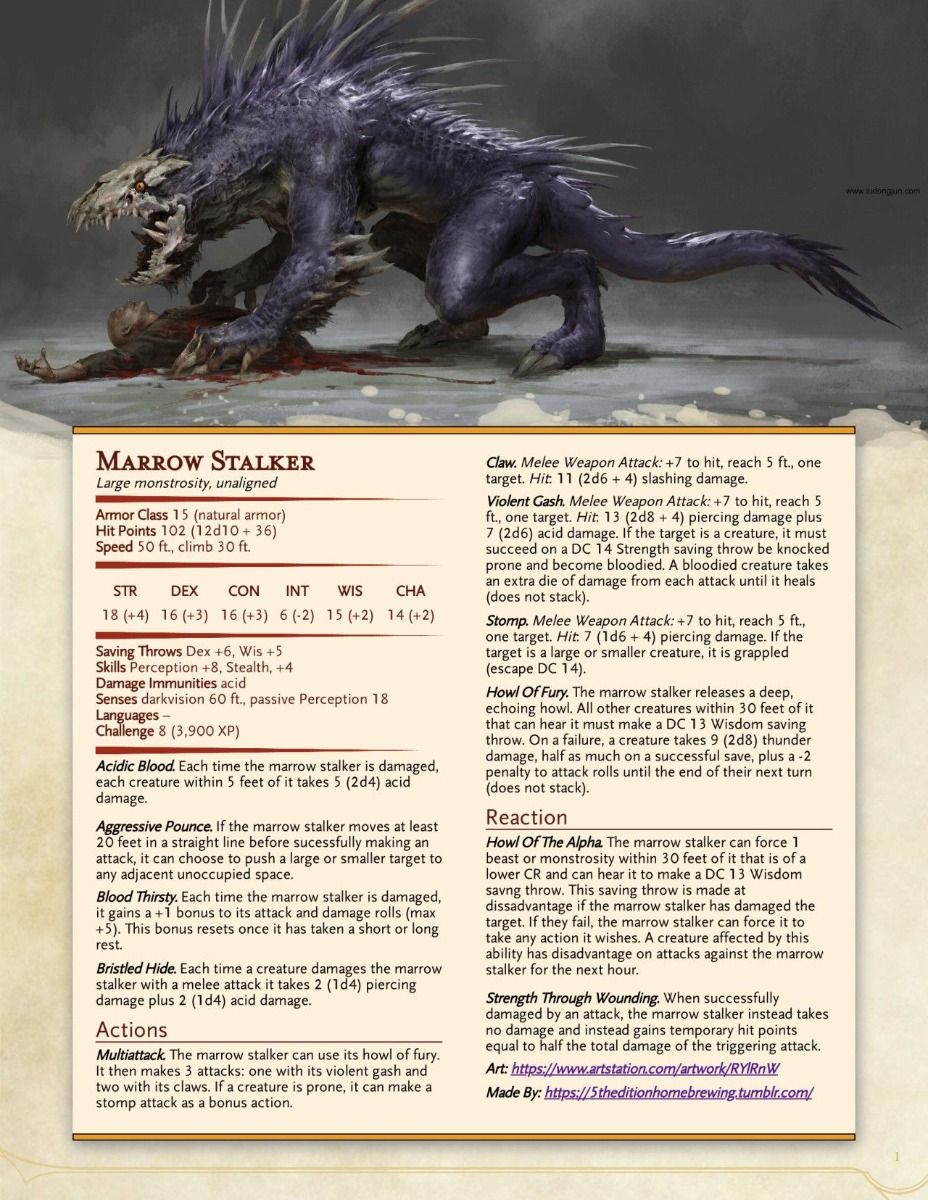 www.sudongjun.com
Marrow Stalker
Large monstrosity, unaligned
Armor Class 15 (natural armor)
Hit Points 102 (12d10 + 36)
Speed 50 ft., climb 30 ft.
STR DEX CON INT WIS CHA
18 (+4) 16 (+3) 16 (+3) 6 (-2) 15 (+2) 14 (+2)
Saving Throws Dex +6, Wis +5
Skills Perception +8, Stealth, +4
Damage Immunities acid
Senses darkvision 60 ft., passive Perception 18
Languages –
Challenge 8 (3,900 XP)
Acidic Blood. Each time the marrow stalker is damaged,
each creature within 5 feet of it takes 5 (2d4) acid
damage.
Aggressive Pounce. If the marrow stalker moves at least
20 feet in a straight line before sucessfully making an
attack, it can choose to push a large or smaller target to
any adjacent unoccupied space.
Blood Thirsty. Each time the marrow stalker is damaged,
it gains a +1 bonus to its attack and damage rolls (max
+5). This bonus resets once it has taken a short or long
rest.
Bristled Hide. Each time a creature damages the marrow
stalker with a melee attack it takes 2 (1d4) piercing
damage plus 2 (1d4) acid damage.
Actions
Multiattack. The marrow stalker can use its howl of fury.
It then makes 3 attacks: one with its violent gash and
two with its claws. If a creature is prone, it can make a
stomp attack as a bonus action.
Claw. Melee Weapon Attack: +7 to hit, reach 5 ft., one
target. Hit: 11 (2d6 + 4) slashing damage.
Violent Gash. Melee Weapon Attack: +7 to hit, reach 5
ft., one target. Hit: 13 (2d8 + 4) piercing damage plus
7 (2d6) acid damage. If the target is a creature, it must
succeed on a DC 14 Strength saving throw be knocked
prone and become bloodied. A bloodied creature takes
an extra die of damage from each attack until it heals
(does not stack).
Stomp. Melee Weapon Attack: +7 to hit, reach 5 ft.,
one target. Hit: 7 (1d6 + 4) piercing damage. If the
target is a large or smaller creature, it is grappled
(escape DC 14).
Howl Of Fury. The marrow stalker releases a deep,
echoing howl. All other creatures within 30 feet of it
that can hear it must make a DC 13 Wisdom saving
throw. On a failure, a creature takes 9 (2d8) thunder
damage, half as much on a successful save, plus a -2
penalty to attack rolls until the end of their next turn
(does not stack).
Reaction
Howl Of The Alpha. The marrow stalker can force 1
beast or monstrosity within 30 feet of it that is of a
lower CR and can hear it to make a DC 13 Wisdom
savng throw. This saving throw is made at
disadvantage if the marrow stalker has damaged the
target. If they fail, the marrow stalker can force it to
take any action it wishes. A creature affected by this
ability has disadvantage on attacks against the marrow
stalker for the next hour.
Strength Through Wounding. When successfully
damaged by an attack, the marrow stalker instead takes
no damage and instead gains temporary hit points
equal to half the total damage of the triggering attack.
Art: https://www.artstation.com/artwork/RYlRnW
Made By: https://5theditionhomebrewing.tumblr.com/
1